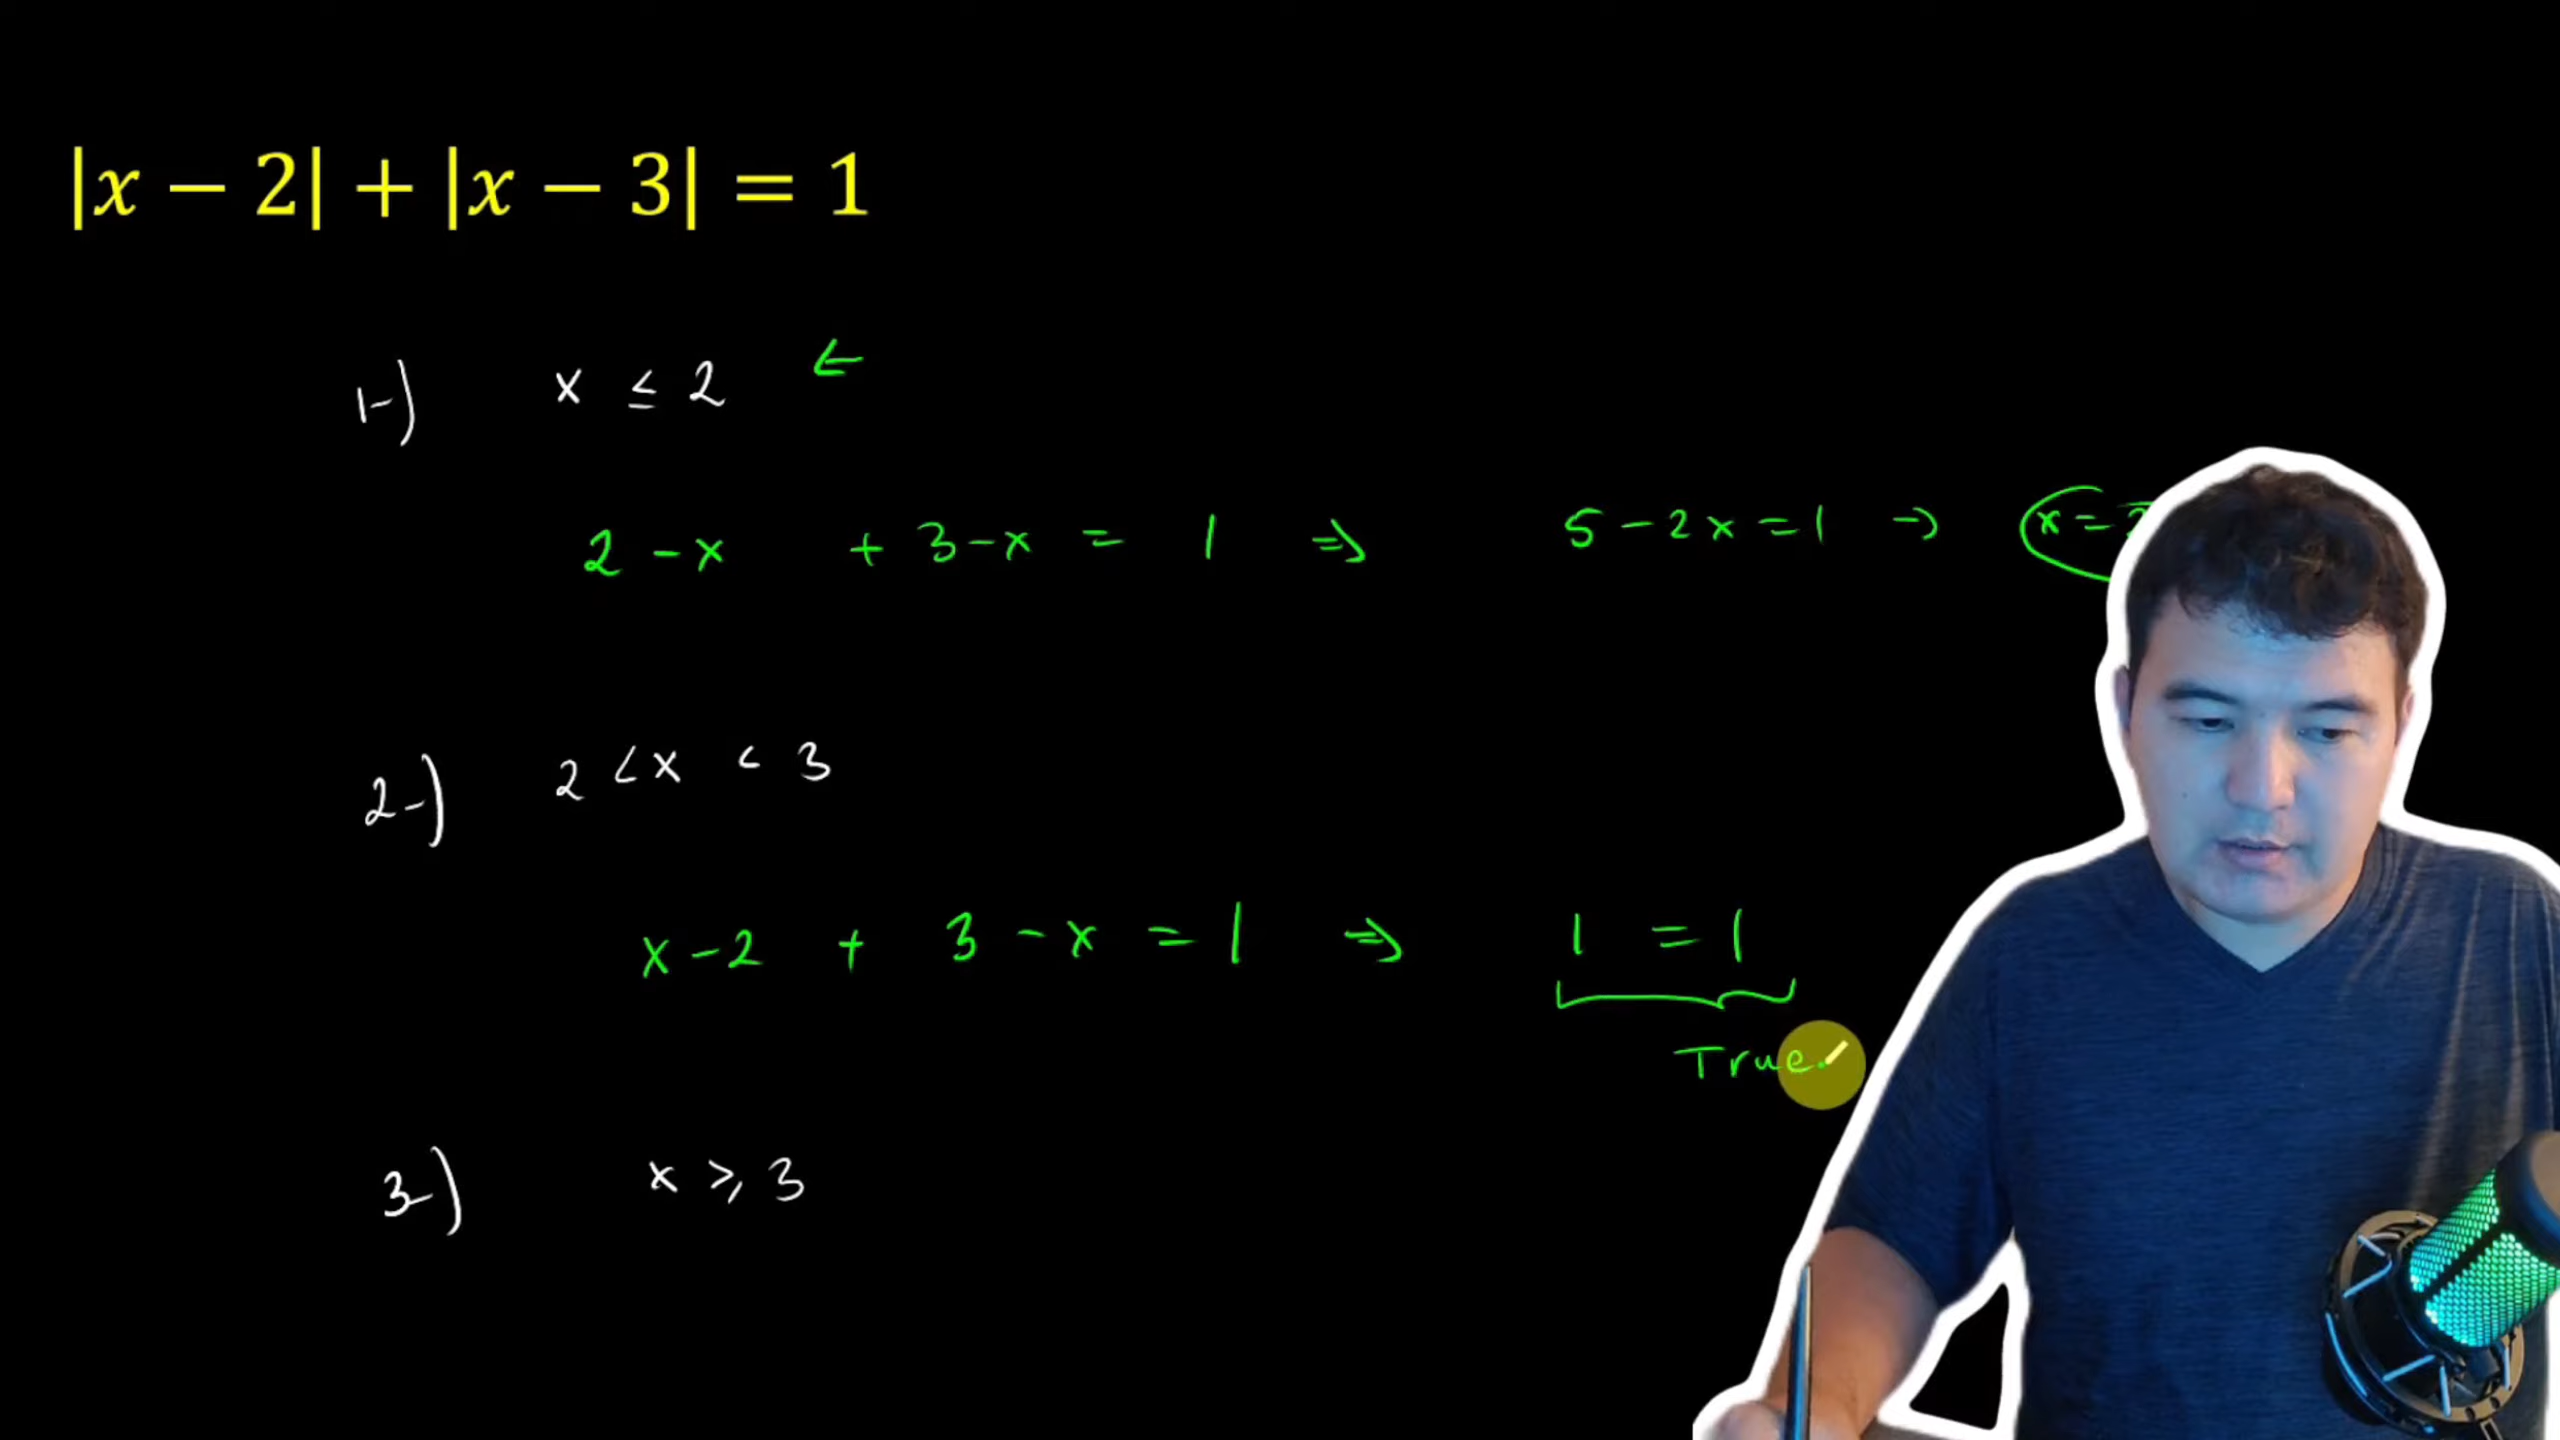 |x − 2| + |x − 3| = 1
1-) x ≤ 2 ←
2 - x + 3 - x = 1 ⇒ 5 - 2x = 1 → x = 2
2-) 2 < x < 3
x - 2 + 3 - x = 1 ⇒ 1 = 1
True.
3-) x ≥ 3